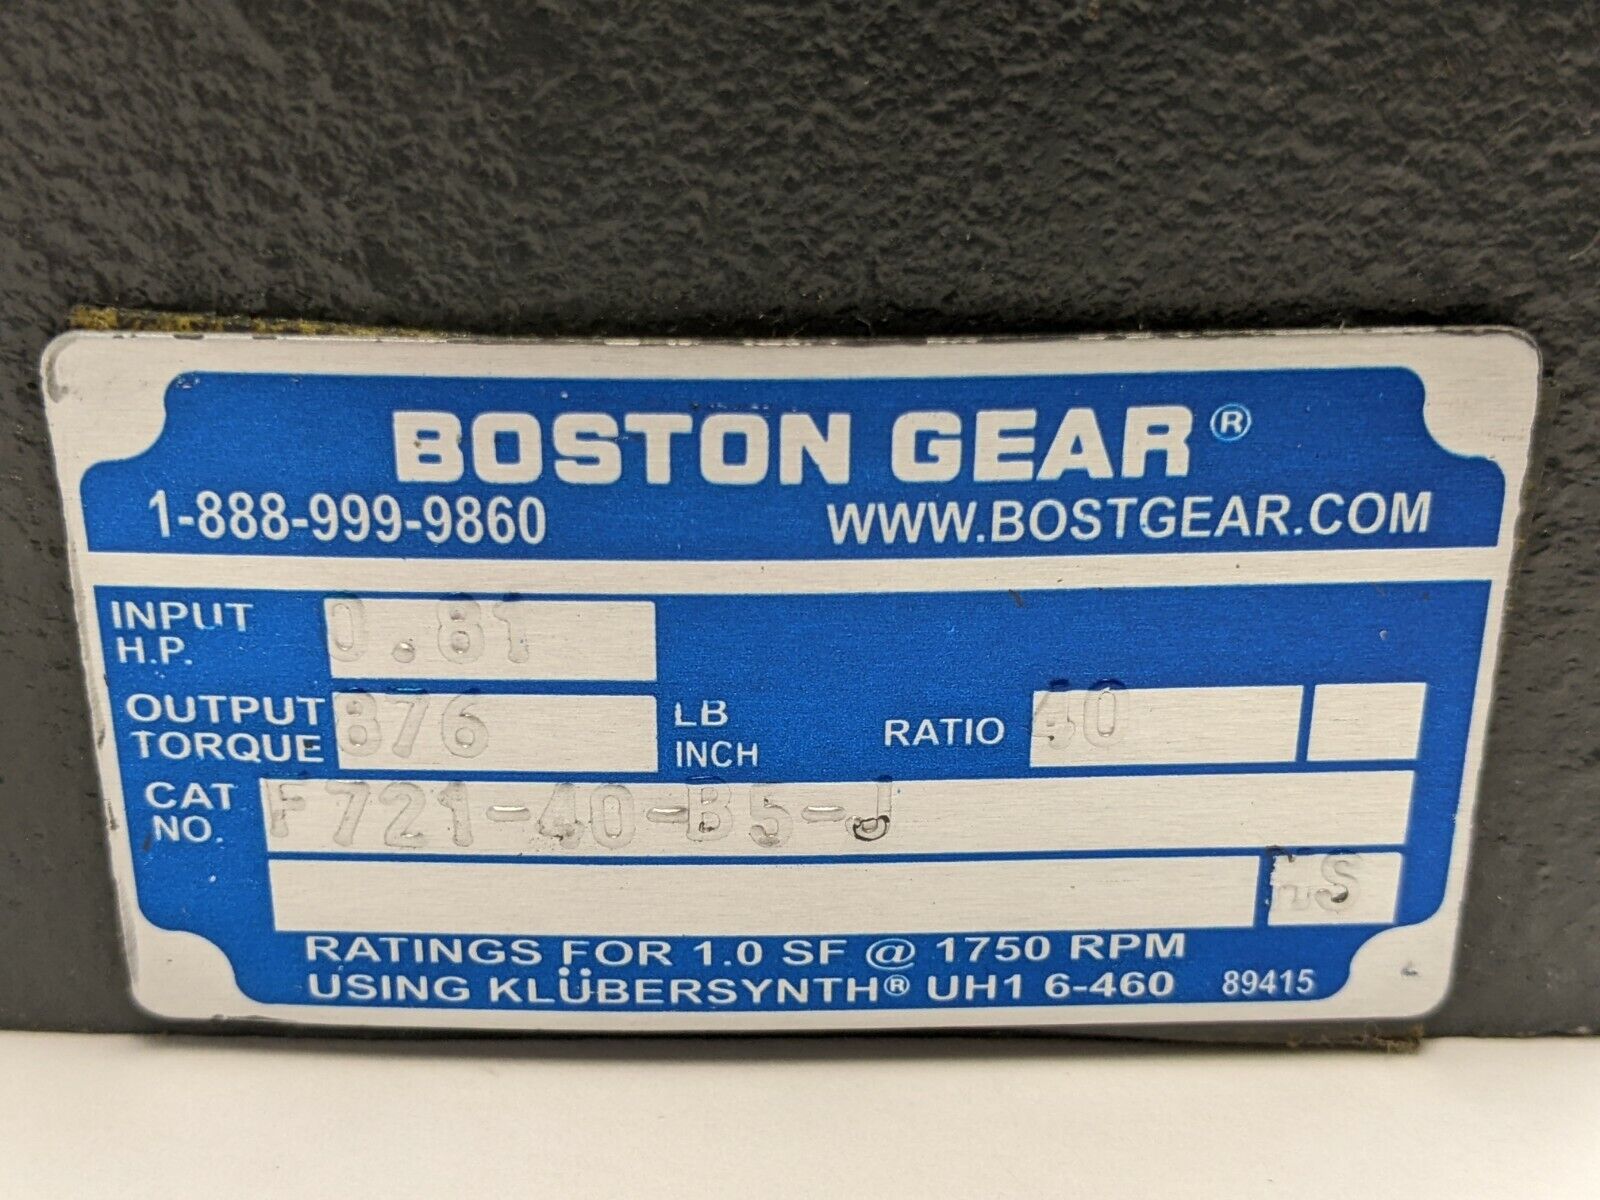 BOSTON GEAR®
1-888-999-9860 WWW.BOSTGEAR.COM
INPUT H.P. 0.81
OUTPUT TORQUE 876 LB INCH RATIO 40
CAT NO. F721-40-B5-J
RATINGS FOR 1.0 SF @ 1750 RPM
USING KLÜBERSYNTH® UH1 6-460 89415